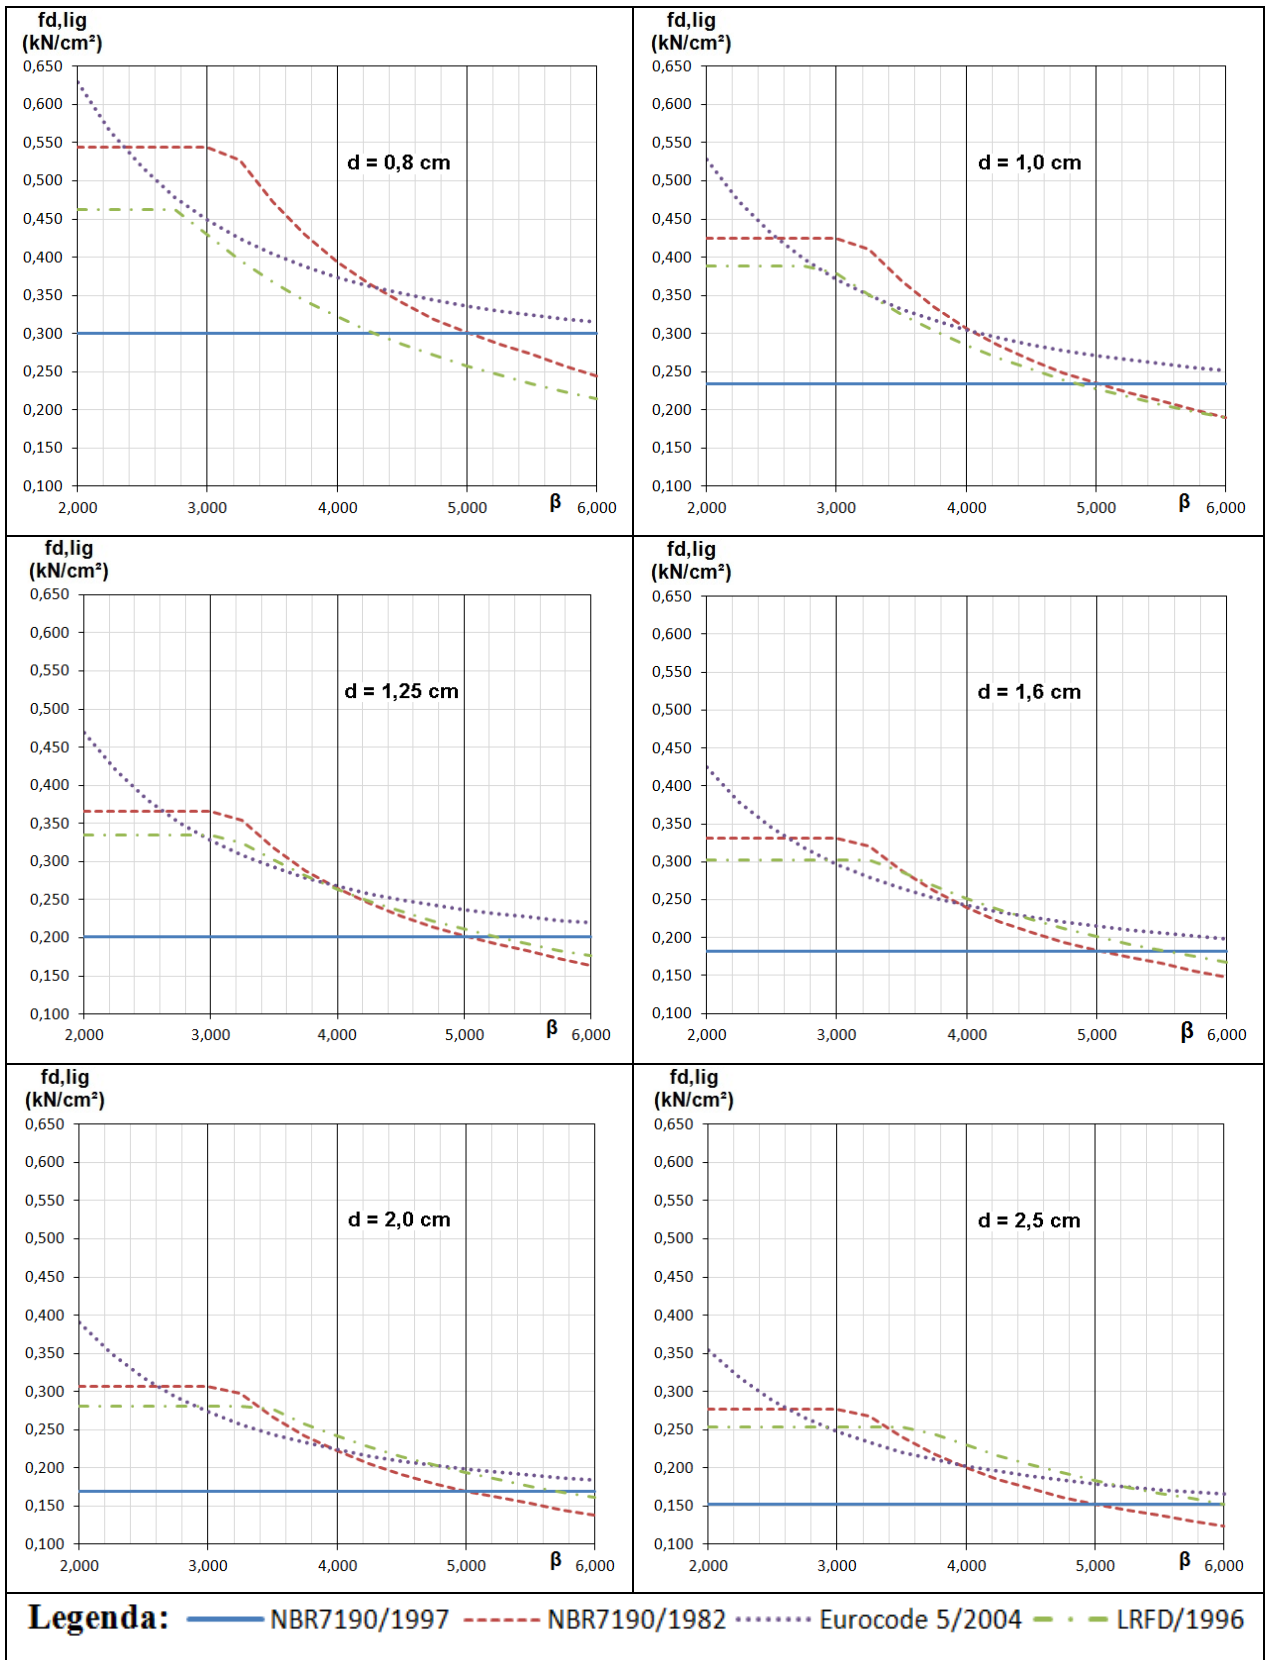 fd,lig
(kN/cm²)
0,650
0,600
0,550
0,500
0,450
0,400
0,350
0,300
0,250
0,200
0,150
0,100
d = 0,8 cm
2,000 3,000 4,000 5,000 β 6,000
fd,lig
(kN/cm²)
0,650
0,600
0,550
0,500
0,450
0,400
0,350
0,300
0,250
0,200
0,150
0,100
d = 1,0 cm
2,000 3,000 4,000 5,000 β 6,000
fd,lig
(kN/cm²)
0,650
0,600
0,550
0,500
0,450
0,400
0,350
0,300
0,250
0,200
0,150
0,100
d = 1,25 cm
2,000 3,000 4,000 5,000 β 6,000
fd,lig
(kN/cm²)
0,650
0,600
0,550
0,500
0,450
0,400
0,350
0,300
0,250
0,200
0,150
0,100
d = 1,6 cm
2,000 3,000 4,000 5,000 β 6,000
fd,lig
(kN/cm²)
0,650
0,600
0,550
0,500
0,450
0,400
0,350
0,300
0,250
0,200
0,150
0,100
d = 2,0 cm
2,000 3,000 4,000 5,000 β 6,000
fd,lig
(kN/cm²)
0,650
0,600
0,550
0,500
0,450
0,400
0,350
0,300
0,250
0,200
0,150
0,100
d = 2,5 cm
2,000 3,000 4,000 5,000 β 6,000
Legenda: NBR7190/1997 NBR7190/1982 Eurocode 5/2004 LRFD/1996